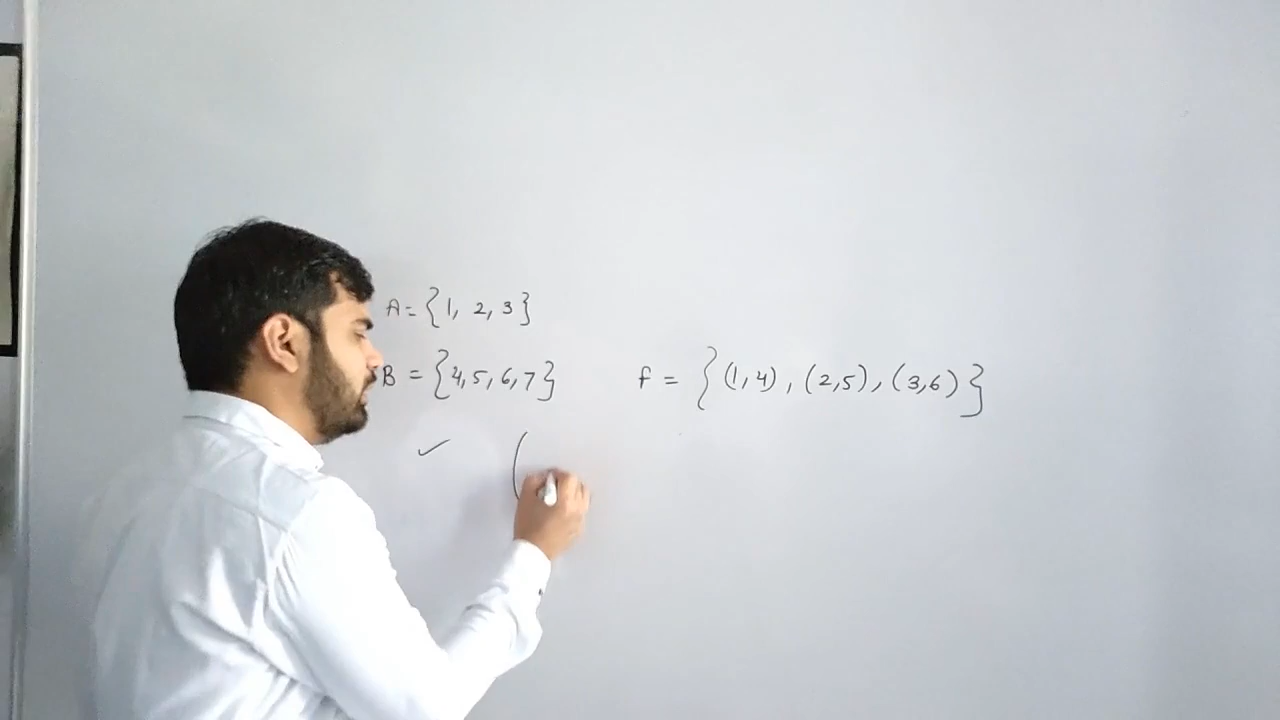 A = {1, 2, 3}
B = {4,5,6,7} f = {(1,4), (2,5), (3,6)}
✓ (